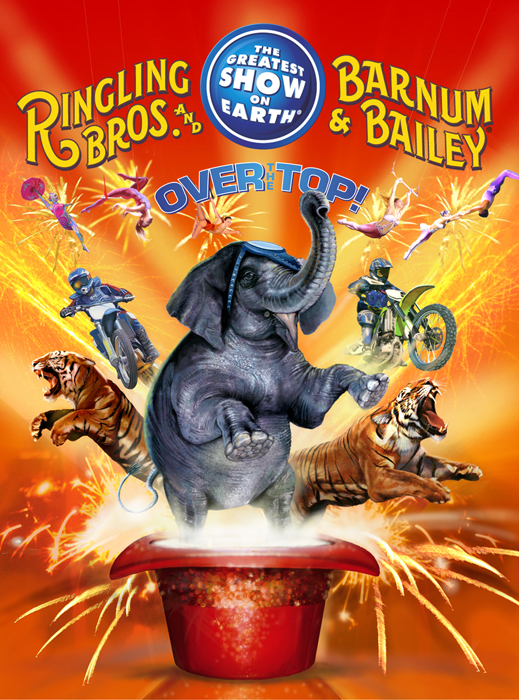 RINGLING
BROS. AND
THE
GREATEST
SHOW
ON
EARTH®
BARNUM
& BAILEY®
OVER THE TOP!